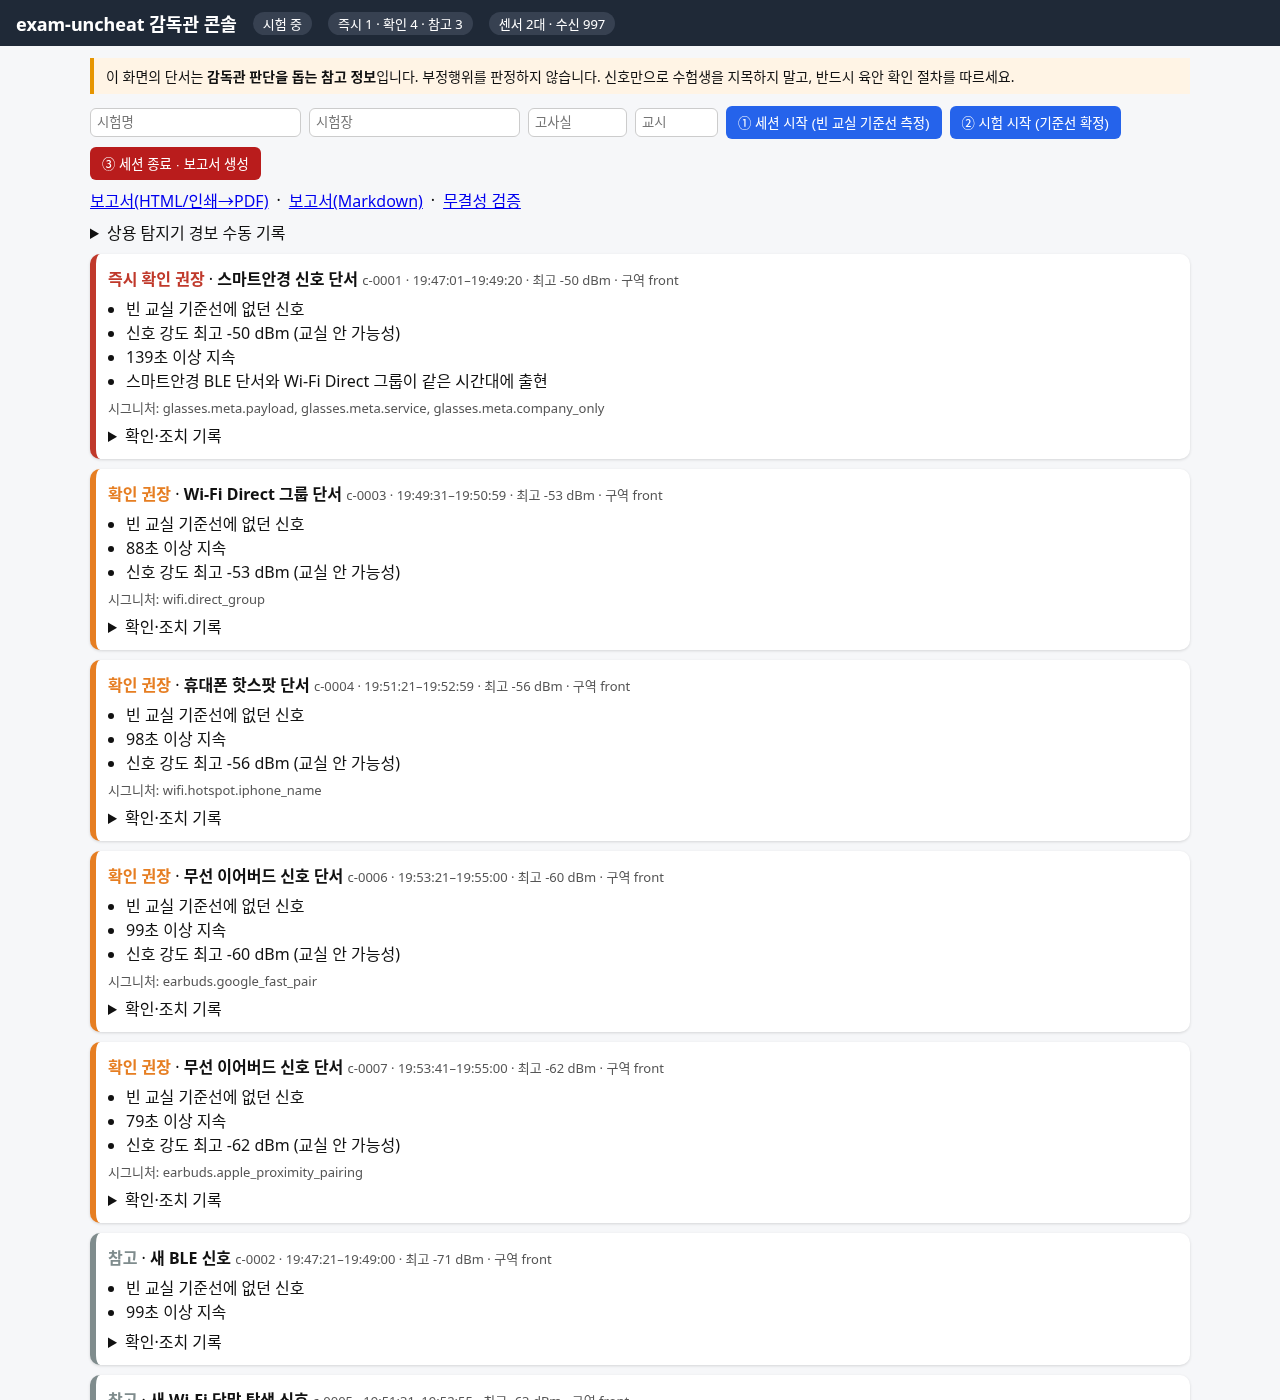 exam-uncheat 감독관 콘솔 시험 중 즉시 1 · 확인 4 · 참고 3 센서 2대 · 수신 997
이 화면의 단서는 감독관 판단을 돕는 참고 정보입니다. 부정행위를 판정하지 않습니다. 신호만으로 수험생을 지목하지 말고, 반드시 육안 확인 절차를 따르세요.
시험명 시험장 고사실 교시 ① 세션 시작 (빈 교실 기준선 측정) ② 시험 시작 (기준선 확정)
③ 세션 종료 · 보고서 생성
보고서(HTML/인쇄→PDF) · 보고서(Markdown) · 무결성 검증
▶ 상용 탐지기 경보 수동 기록
즉시 확인 권장 · 스마트안경 신호 단서 c-0001 · 19:47:01–19:49:20 · 최고 -50 dBm · 구역 front
• 빈 교실 기준선에 없던 신호
• 신호 강도 최고 -50 dBm (교실 안 가능성)
• 139초 이상 지속
• 스마트안경 BLE 단서와 Wi-Fi Direct 그룹이 같은 시간대에 출현
시그니처: glasses.meta.payload, glasses.meta.service, glasses.meta.company_only
▶ 확인·조치 기록
확인 권장 · Wi-Fi Direct 그룹 단서 c-0003 · 19:49:31–19:50:59 · 최고 -53 dBm · 구역 front
• 빈 교실 기준선에 없던 신호
• 88초 이상 지속
• 신호 강도 최고 -53 dBm (교실 안 가능성)
시그니처: wifi.direct_group
▶ 확인·조치 기록
확인 권장 · 휴대폰 핫스팟 단서 c-0004 · 19:51:21–19:52:59 · 최고 -56 dBm · 구역 front
• 빈 교실 기준선에 없던 신호
• 98초 이상 지속
• 신호 강도 최고 -56 dBm (교실 안 가능성)
시그니처: wifi.hotspot.iphone_name
▶ 확인·조치 기록
확인 권장 · 무선 이어버드 신호 단서 c-0006 · 19:53:21–19:55:00 · 최고 -60 dBm · 구역 front
• 빈 교실 기준선에 없던 신호
• 99초 이상 지속
• 신호 강도 최고 -60 dBm (교실 안 가능성)
시그니처: earbuds.google_fast_pair
▶ 확인·조치 기록
확인 권장 · 무선 이어버드 신호 단서 c-0007 · 19:53:41–19:55:00 · 최고 -62 dBm · 구역 front
• 빈 교실 기준선에 없던 신호
• 79초 이상 지속
• 신호 강도 최고 -62 dBm (교실 안 가능성)
시그니처: earbuds.apple_proximity_pairing
▶ 확인·조치 기록
참고 · 새 BLE 신호 c-0002 · 19:47:21–19:49:00 · 최고 -71 dBm · 구역 front
• 빈 교실 기준선에 없던 신호
• 99초 이상 지속
▶ 확인·조치 기록
참고 · 새 Wi-Fi 단말 탐색 신호